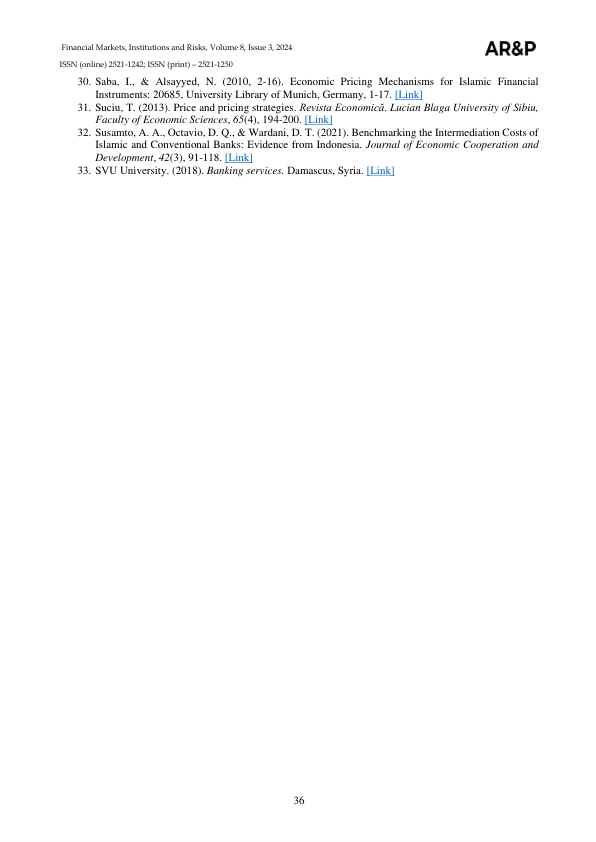 Financial Markets, Institutions and Risks, Volume 8, Issue 3, 2024
AR&P
ISSN (online) 2521-1242; ISSN (print) – 2521-1250
30. Saba, I., & Alsayyed, N. (2010, 2-16). Economic Pricing Mechanisms for Islamic Financial
Instruments: 20685, University Library of Munich, Germany, 1-17. [Link]
31. Suciu, T. (2013). Price and pricing strategies. Revista Economică. Lucian Blaga University of Sibiu,
Faculty of Economic Sciences, 65(4), 194-200. [Link]
32. Susamto, A. A., Octavio, D. Q., & Wardani, D. T. (2021). Benchmarking the Intermediation Costs of
Islamic and Conventional Banks: Evidence from Indonesia. Journal of Economic Cooperation and
Development, 42(3), 91-118. [Link]
33. SVU University. (2018). Banking services. Damascus, Syria. [Link]
36